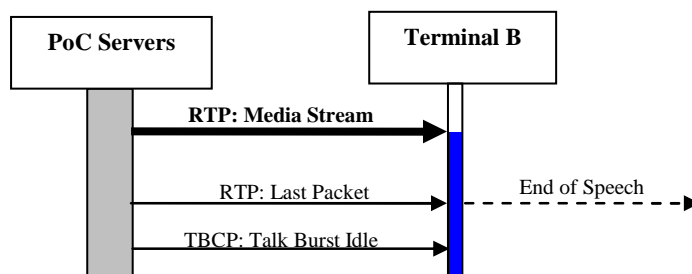 PoC Servers
Terminal B
RTP: Media Stream
RTP: Last Packet
End of Speech
TBCP: Talk Burst Idle